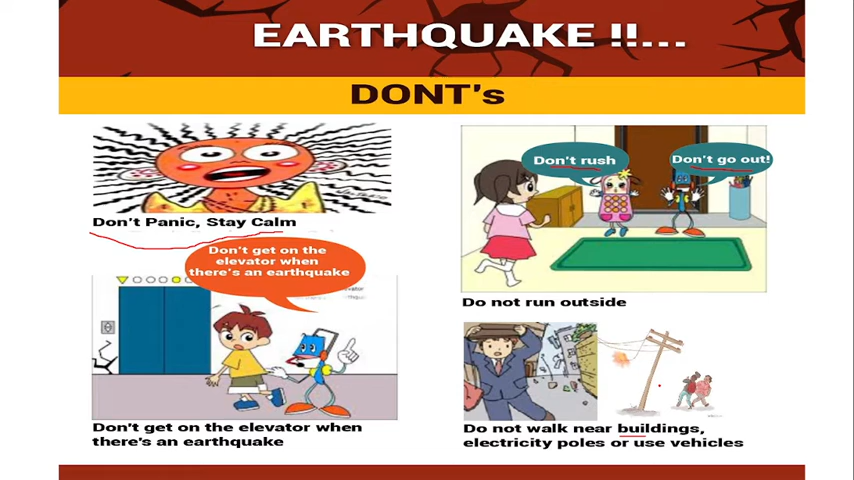 EARTHQUAKE !!...
DONT's
Don't Panic, Stay Calm
Don't get on the
elevator when
there's an earthquake
Don't get on the elevator when
there's an earthquake
Don't rush
Don't go out!
Do not run outside
Do not walk near buildings,
electricity poles or use vehicles